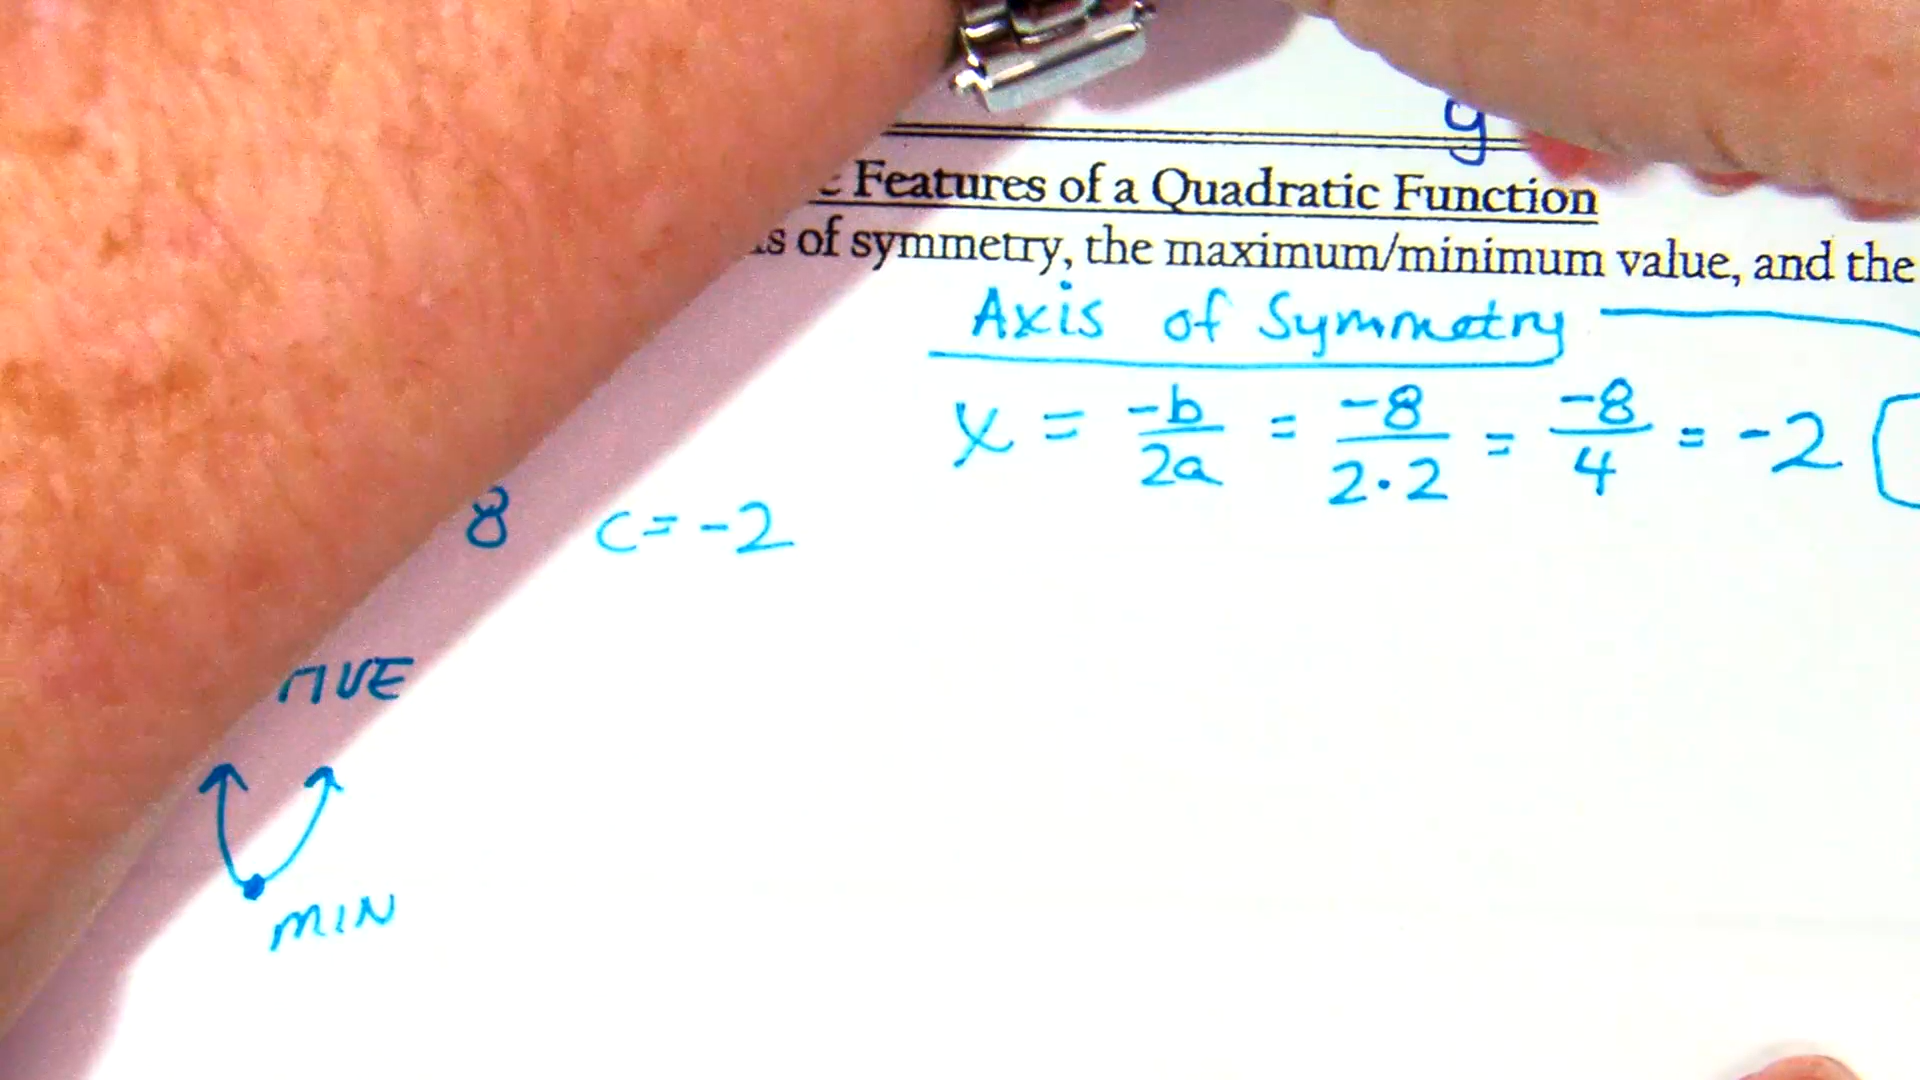 y
Features of a Quadratic Function
of symmetry, the maximum/minimum value, and the
Axis of Symmetry
x = -b/2a = -8/2·2 = -8/4 = -2
8 c = -2
TIVE
MIN